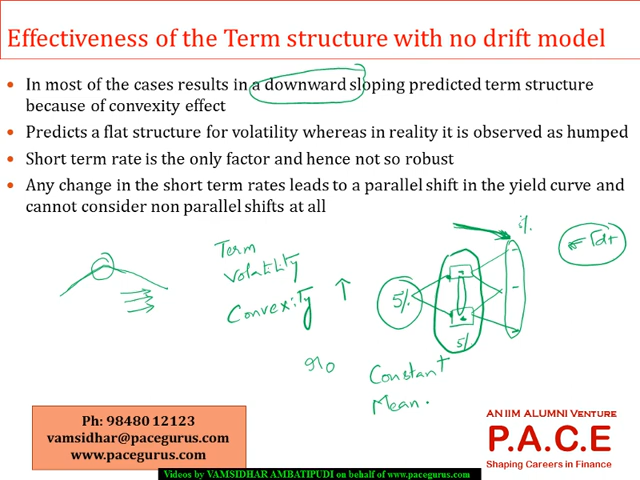 Effectiveness of the Term structure with no drift model
• In most of the cases results in a downward sloping predicted term structure
because of convexity effect
• Predicts a flat structure for volatility whereas in reality it is observed as humped
• Short term rate is the only factor and hence not so robust
• Any change in the short term rates leads to a parallel shift in the yield curve and
cannot consider non parallel shifts at all
Term
Volatility
Convexity ↑
5%
5%
Constant
Mean.
Ph: 98480 12123
vamsidhar@pacegurus.com
www.pacegurus.com
AN IIM ALUMNI VENTURE
P.A.C.E
Shaping Careers in Finance
Videos by VAMSIDHAR AMBATIPUDI on behalf of www.pacegurus.com